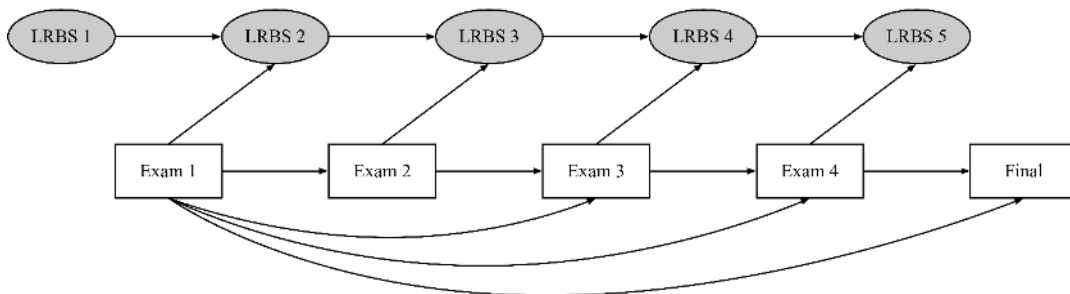 LRBS 1
LRBS 2
LRBS 3
LRBS 4
LRBS 5
Exam 1
Exam 2
Exam 3
Exam 4
Final